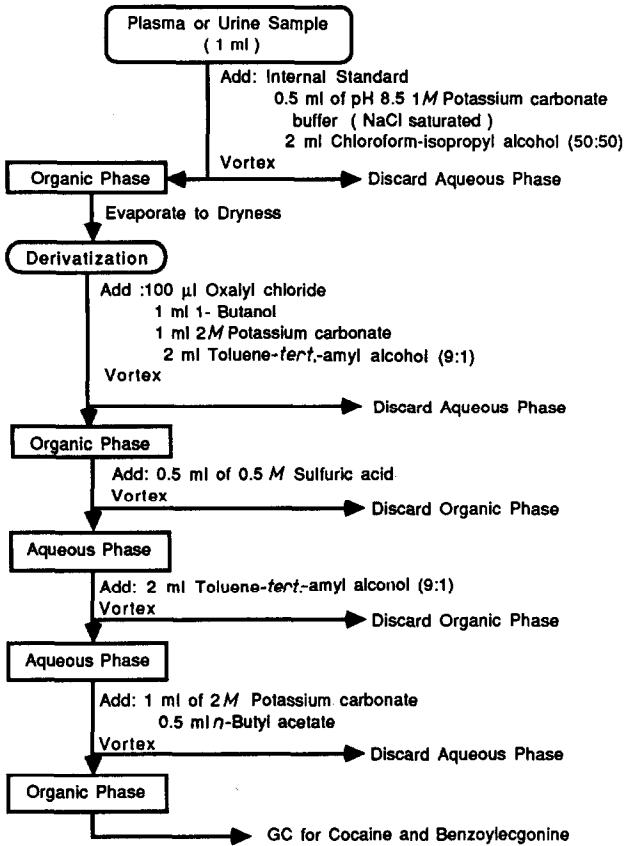 Plasma or Urine Sample
( 1 ml )
Add: Internal Standard
0.5 ml of pH 8.5 1M Potassium carbonate
buffer ( NaCl saturated )
2 ml Chloroform-isopropyl alcohol (50:50)
Vortex
Organic Phase
Discard Aqueous Phase
Evaporate to Dryness
Derivatization
Add :100 µl Oxalyl chloride
1 ml 1- Butanol
1 ml 2M Potassium carbonate
2 ml Toluene-tert.-amyl alcohol (9:1)
Vortex
Discard Aqueous Phase
Organic Phase
Add: 0.5 ml of 0.5 M Sulfuric acid
Vortex
Discard Organic Phase
Aqueous Phase
Add: 2 ml Toluene-tert.-amyl alconol (9:1)
Vortex
Discard Organic Phase
Aqueous Phase
Add: 1 ml of 2M Potassium carbonate
0.5 ml n-Butyl acetate
Vortex
Discard Aqueous Phase
Organic Phase
GC for Cocaine and Benzoylecgonine